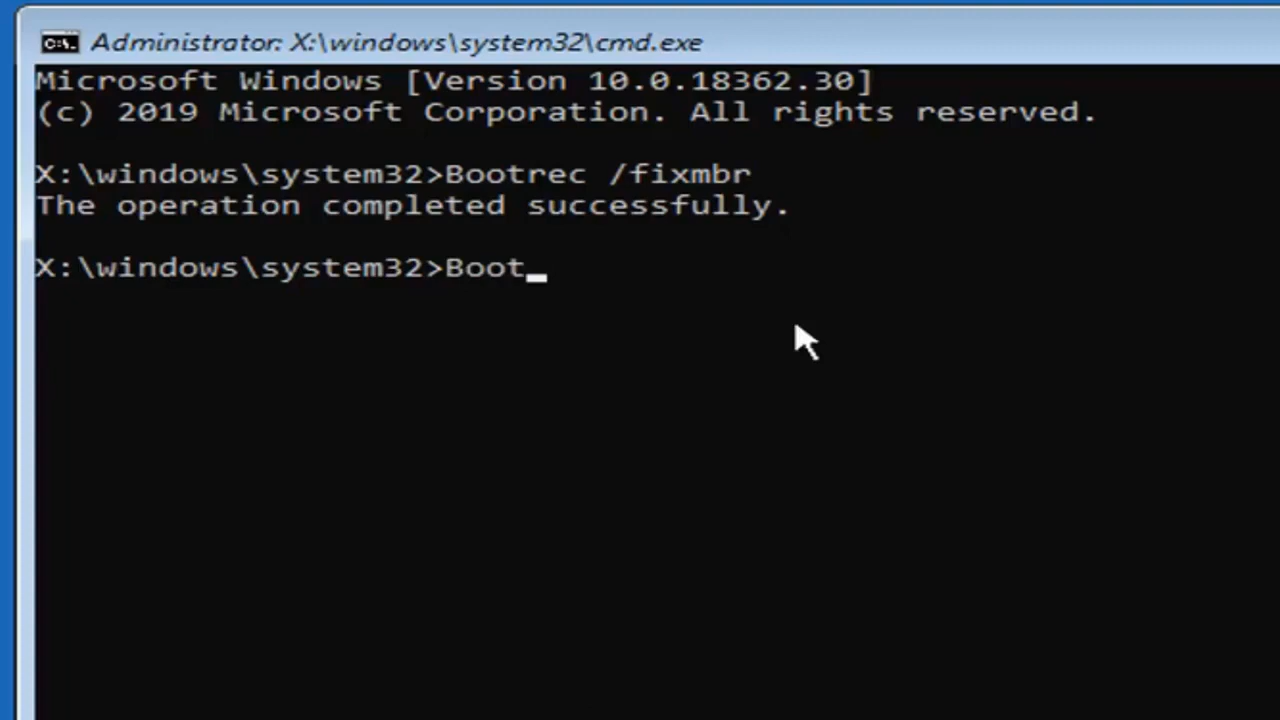 C:\.
Administrator: X:\windows\system32\cmd.exe
Microsoft Windows [Version 10.0.18362.30]
(c) 2019 Microsoft Corporation. All rights reserved.
X:\windows\system32>Bootrec /fixmbr
The operation completed successfully.
X:\windows\system32>Boot